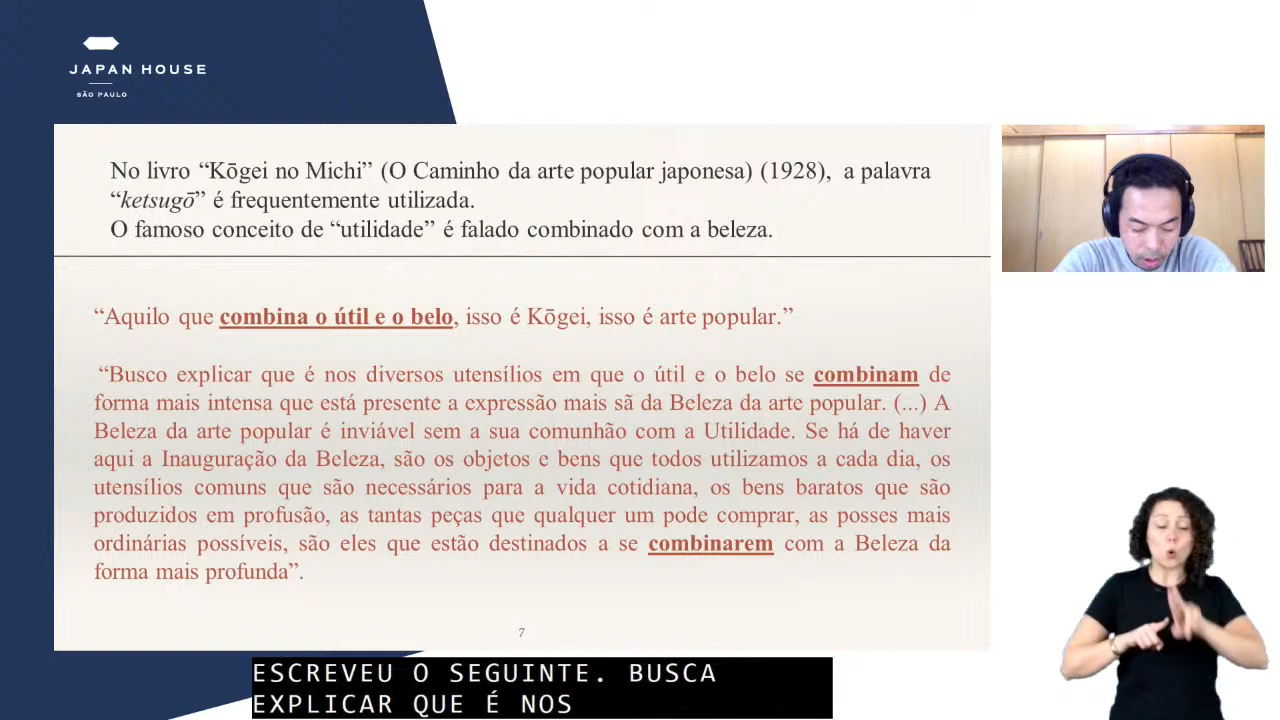 JAPAN HOUSE
SÃO PAULO
No livro “Kōgei no Michi” (O Caminho da arte popular japonesa) (1928), a palavra
“ketsugō” é frequentemente utilizada.
O famoso conceito de “utilidade” é falado combinado com a beleza.
“Aquilo que combina o útil e o belo, isso é Kōgei, isso é arte popular.”
“Busco explicar que é nos diversos utensílios em que o útil e o belo se combinam de
forma mais intensa que está presente a expressão mais sã da Beleza da arte popular. (...) A
Beleza da arte popular é inviável sem a sua comunhão com a Utilidade. Se há de haver
aqui a Inauguração da Beleza, são os objetos e bens que todos utilizamos a cada dia, os
utensílios comuns que são necessários para a vida cotidiana, os bens baratos que são
produzidos em profusão, as tantas peças que qualquer um pode comprar, as posses mais
ordinárias possíveis, são eles que estão destinados a se combinarem com a Beleza da
forma mais profunda”.
7
ESCREVEU O SEGUINTE. BUSCA
EXPLICAR QUE É NOS